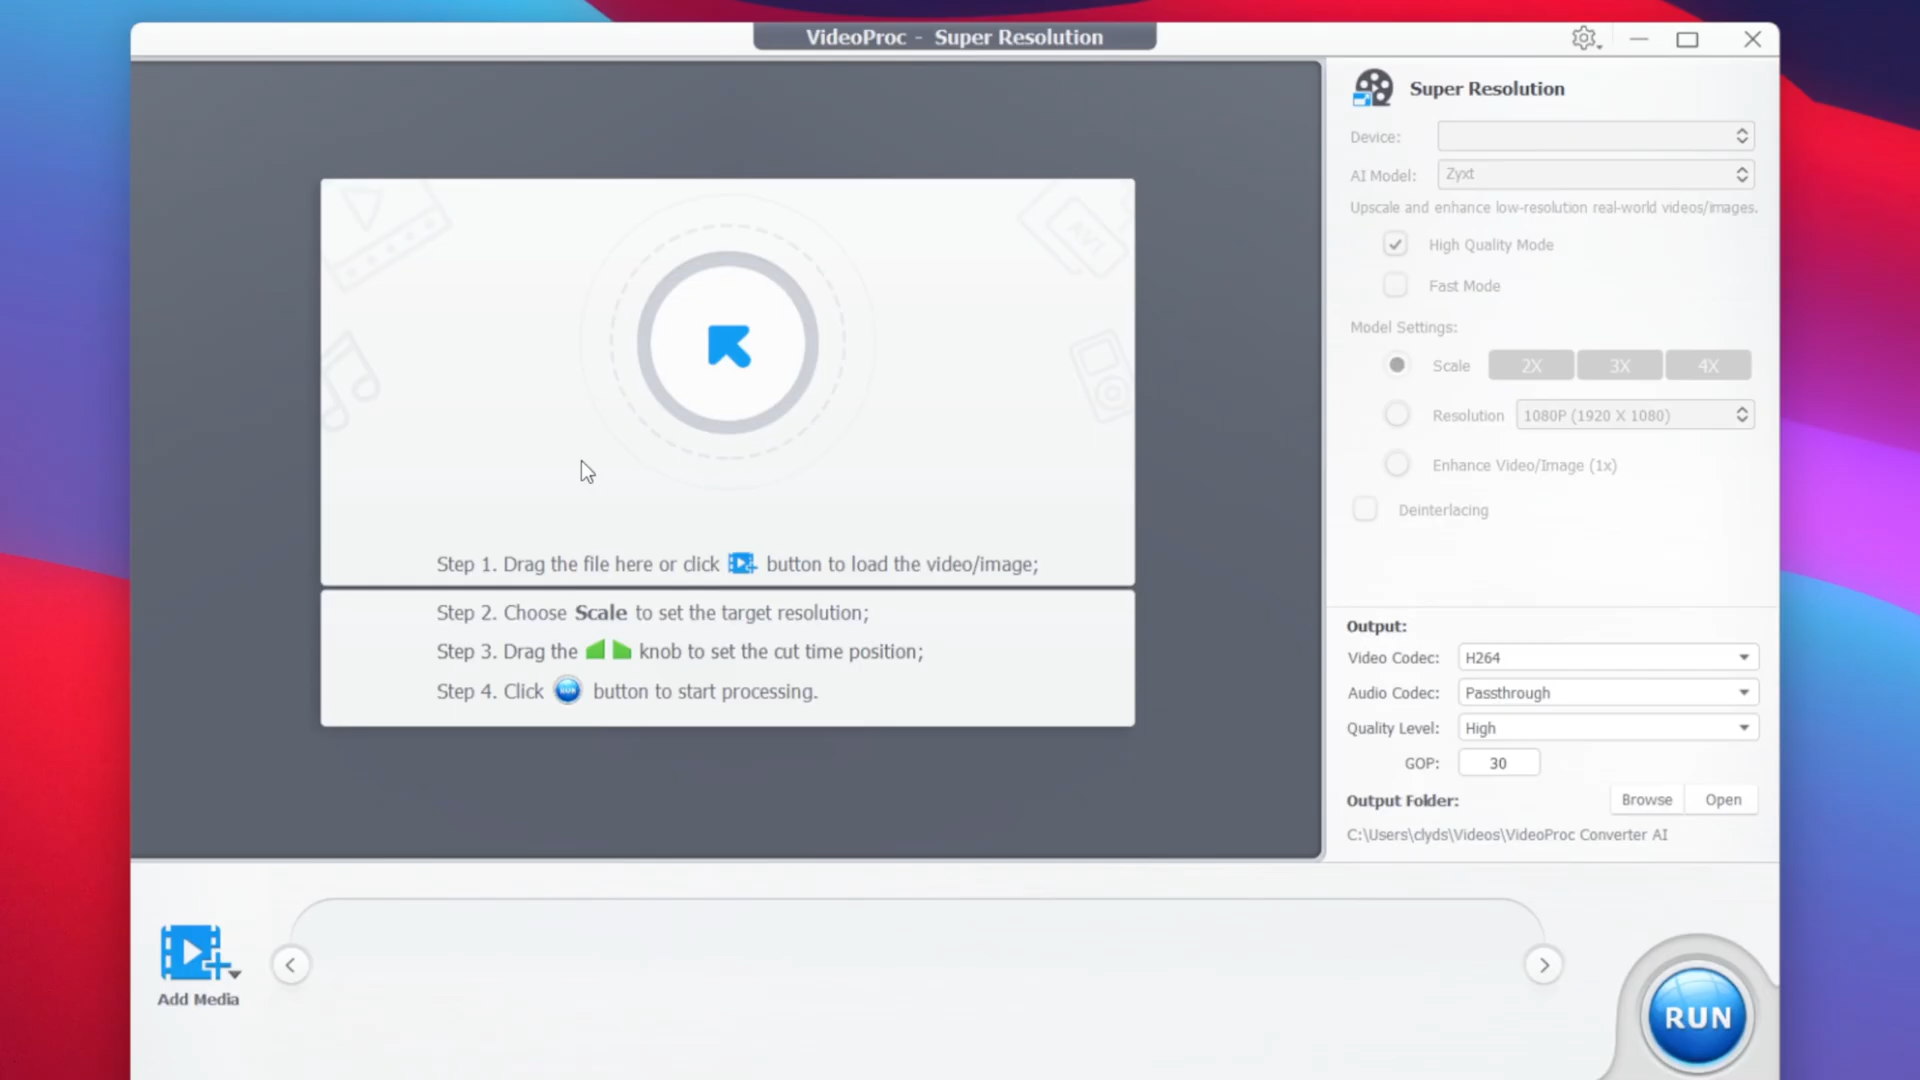 VideoProc - Super Resolution
Super Resolution
Device:
AI Model: Zyxt
Upscale and enhance low-resolution real-world videos/images.
High Quality Mode
Fast Mode
Model Settings:
Scale 2X 3X 4X
Resolution 1080P (1920 X 1080)
Enhance Video/Image (1x)
Deinterlacing
AVI
Step 1. Drag the file here or click button to load the video/image;
Step 2. Choose Scale to set the target resolution;
Step 3. Drag the knob to set the cut time position;
Step 4. Click RUN button to start processing.
Output:
Video Codec: H264
Audio Codec: Passthrough
Quality Level: High
GOP: 30
Output Folder: Browse Open
C:\Users\clyds\Videos\VideoProc Converter AI
Add Media
RUN